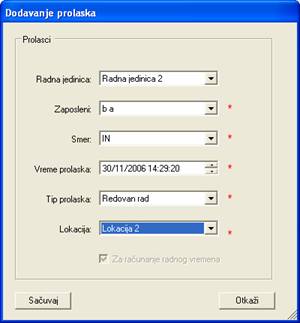 Dodavanje prolaska
Prolasci
Radna jedinica: Radna jedinica 2
Zaposleni: b a *
Smer: IN *
Vreme prolaska: 30/11/2006 14:29:20 *
Tip prolaska: Redovan rad *
Lokacija: Lokacija 2 *
Za računanje radnog vremena
Sačuvaj Otkaži